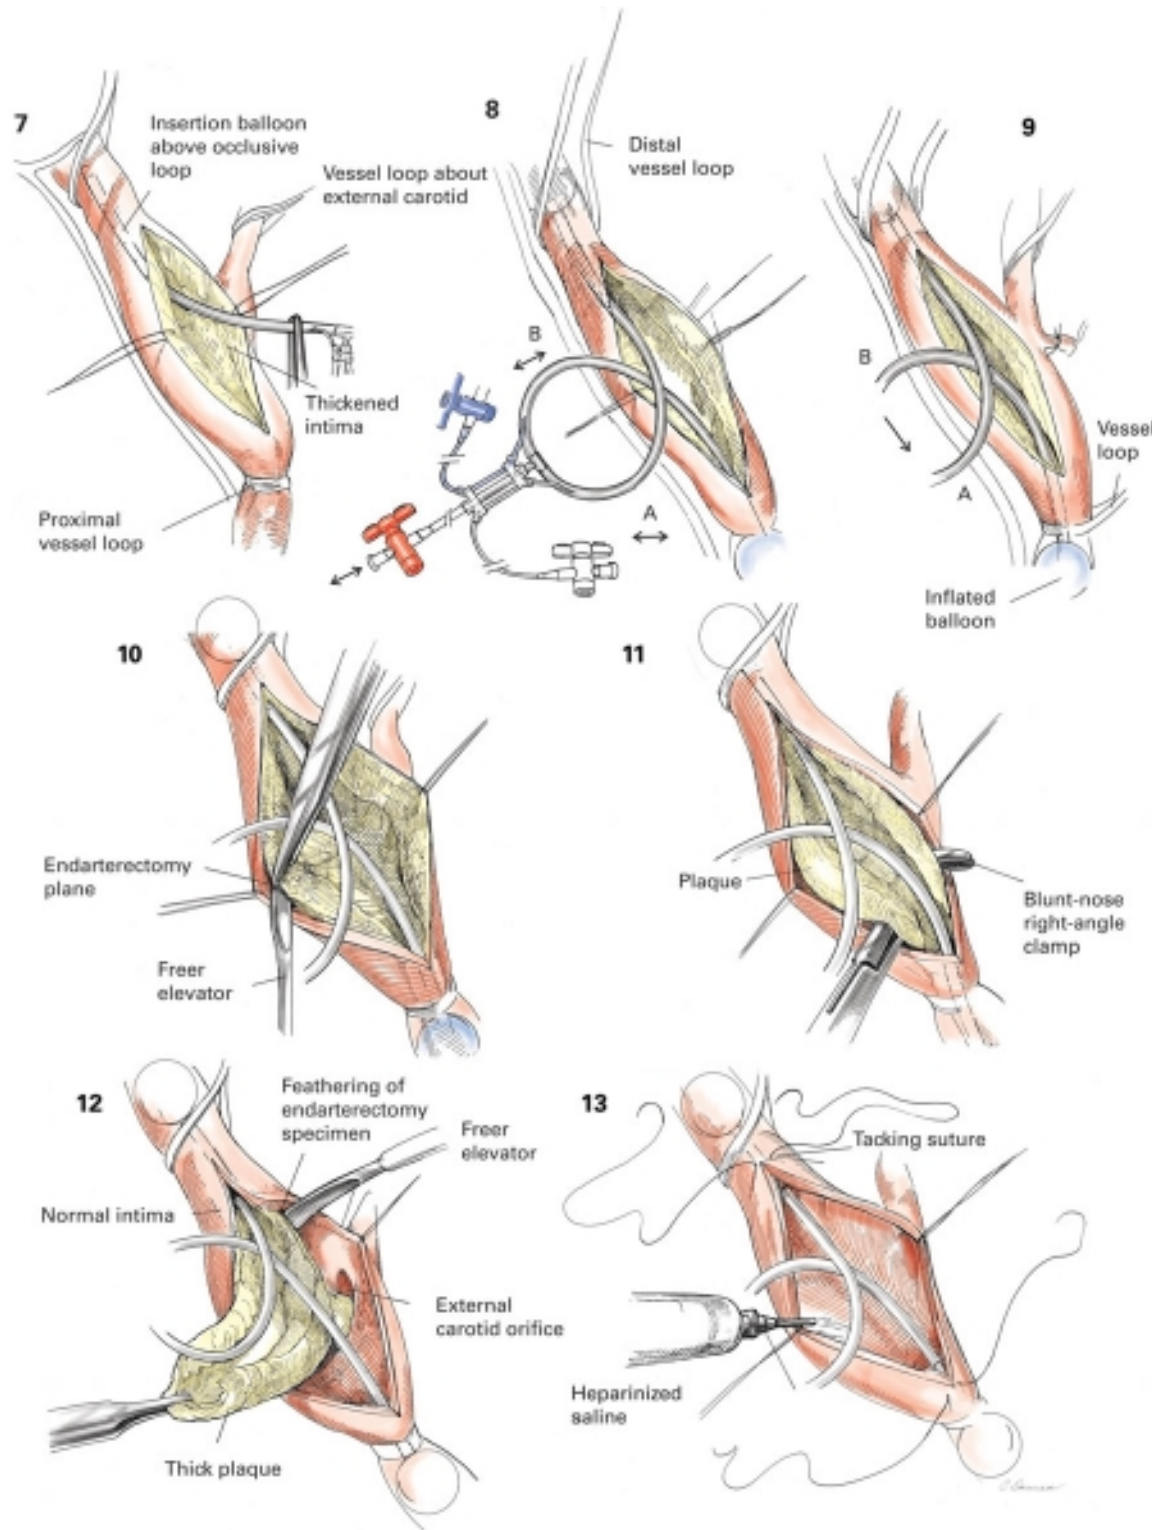 7
Insertion balloon
above occlusive
loop
Vessel loop about
external carotid
Thickened
intima
Proximal
vessel loop
8
Distal
vessel loop
B
A
9
B
A
Vessel
loop
Inflated
balloon
10
Endarterectomy
plane
Freer
elevator
11
Plaque
Blunt-nose
right-angle
clamp
12
Feathering of
endarterectomy
specimen
Freer
elevator
Normal intima
External
carotid orifice
Thick plaque
13
Tacking suture
Heparinized
saline